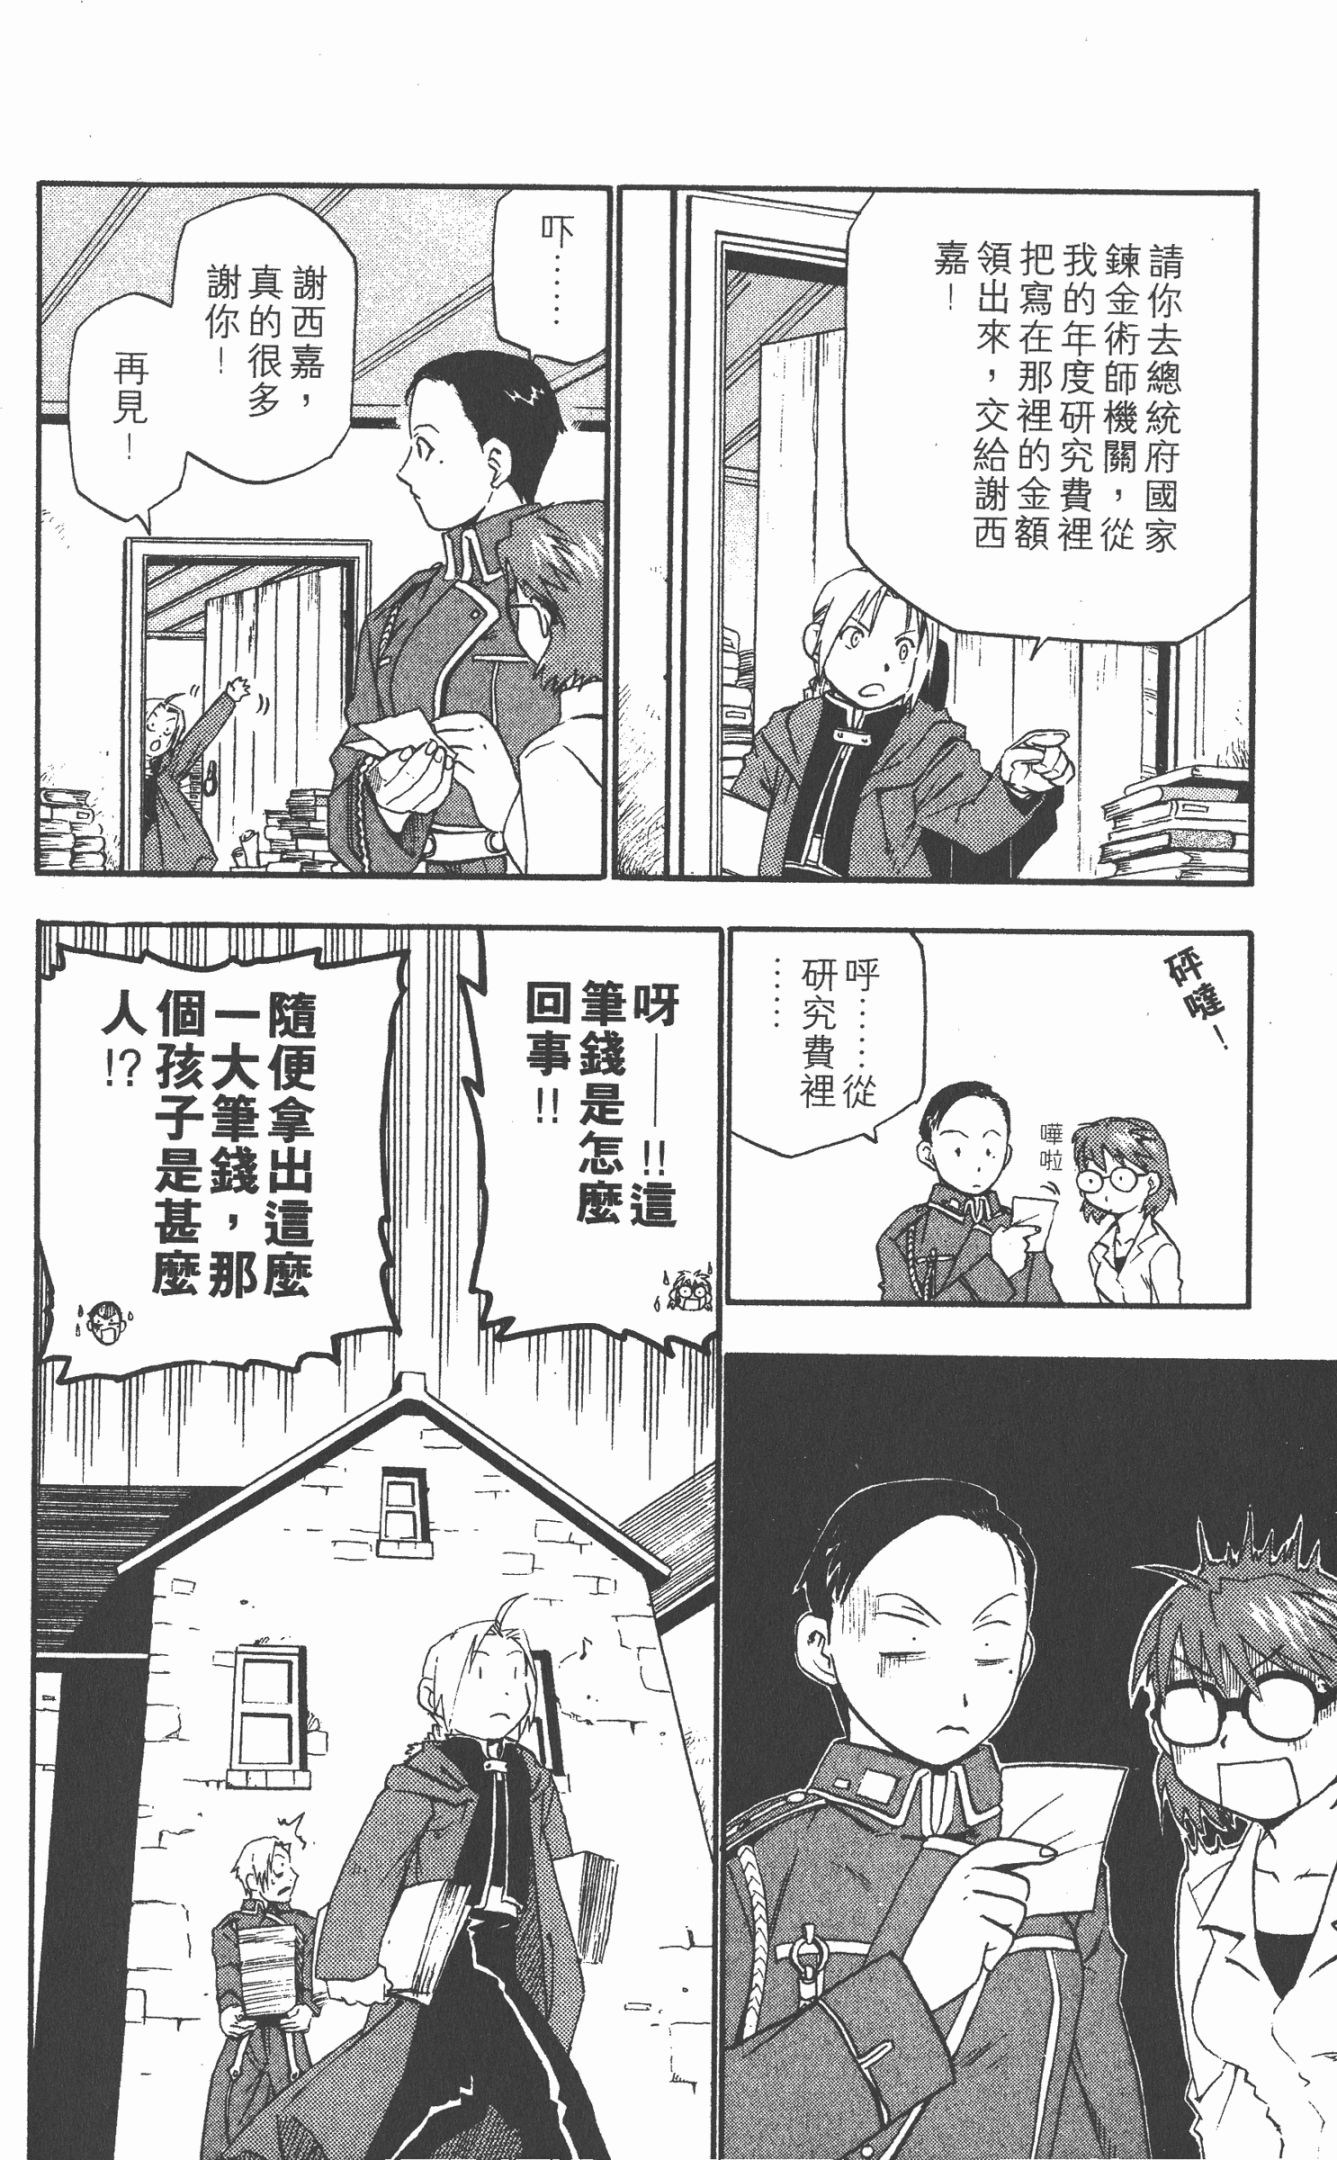 請你去總統府國家
鍊金術師機關，從
我的年度研究費裡
把寫在那裡的金額
領出來，交給謝西
嘉！
吓……
謝西嘉，
真的很多
謝你！
再見！
砰噠！
嘩啦
呼……從
研究費裡
……
呀——!!這
筆錢是怎麼
回事!!
隨便拿出這麼
一大筆錢，那
個孩子是甚麼
人!?